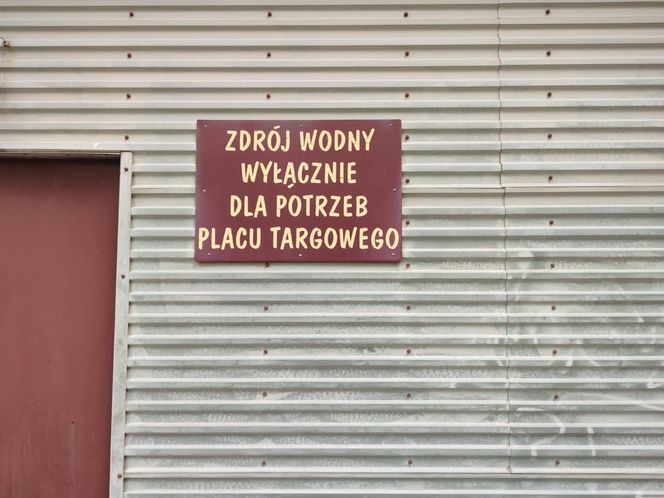 ZDRÓJ WODNY
WYŁĄCZNIE
DLA POTRZEB
PLACU TARGOWEGO